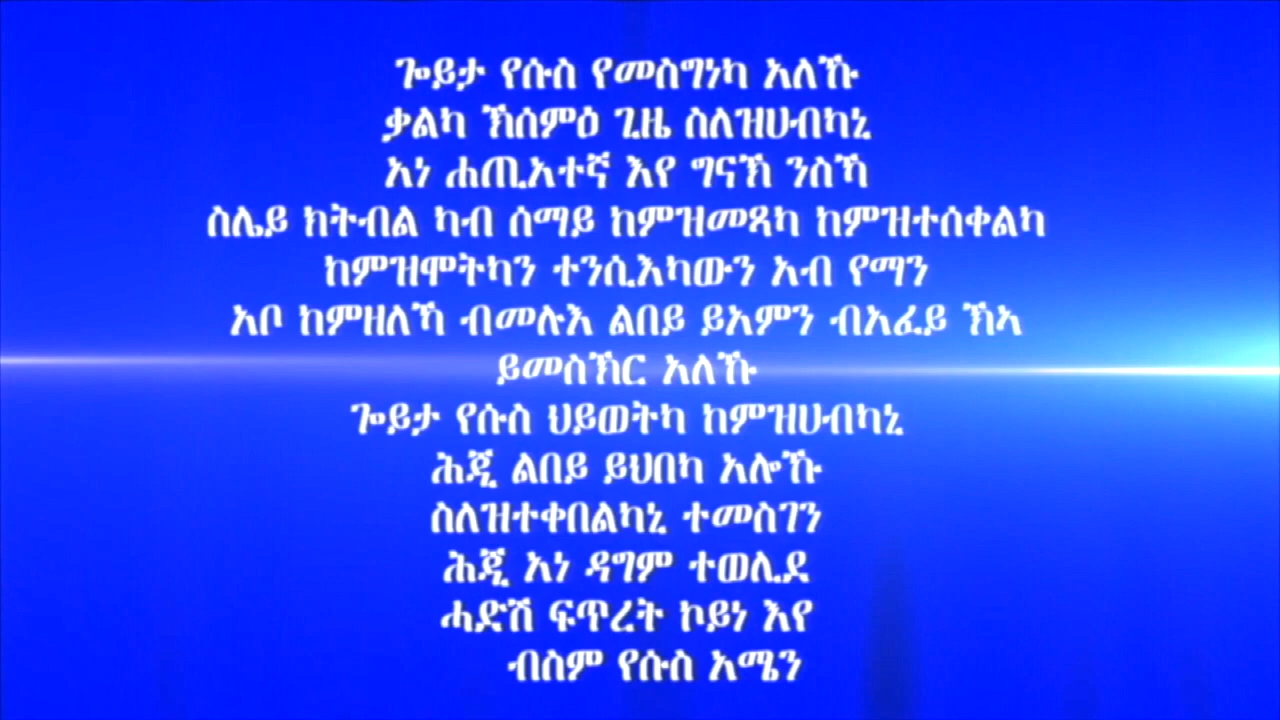 ጐይታ የሱስ የመስግነካ አለኹ
ቃልካ ኽሰምዕ ጊዜ ስለዝሀብካኒ
አነ ሐጢአተኛ እየ ግናኽ ንስኻ
ስሌይ ክትብል ካብ ሰማይ ከምዝመጻካ ከምዝተሰቀልካ
ከምዝሞትካን ተንሲእካውን አብ የማን
አቦ ከምዘለኻ ብመሉእ ልበይ ይአምን ብአፈይ ኽኣ
ይመስኽር አለኹ
ጐይታ የሱስ ህይወትካ ከምዝሀብካኒ
ሕጂ ልበይ ይህበካ አሎኹ
ስለዝተቀበልካኒ ተመስገን
ሕጂ አነ ዳግም ተወሊደ
ሓድሽ ፍጥረት ኮይነ እየ
ብስም የሱስ አሜን